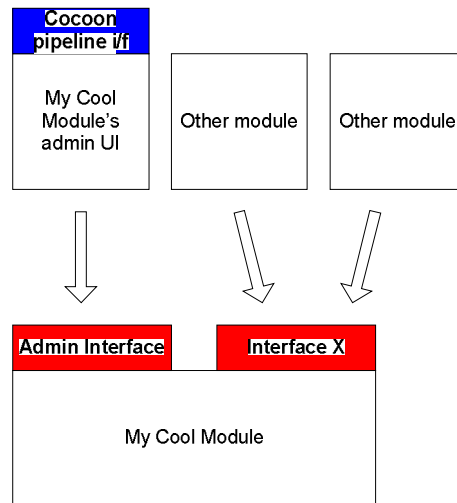 Cocoon
pipeline i/f
My Cool
Module's
admin UI
Other module
Other module
Admin Interface
Interface X
My Cool Module